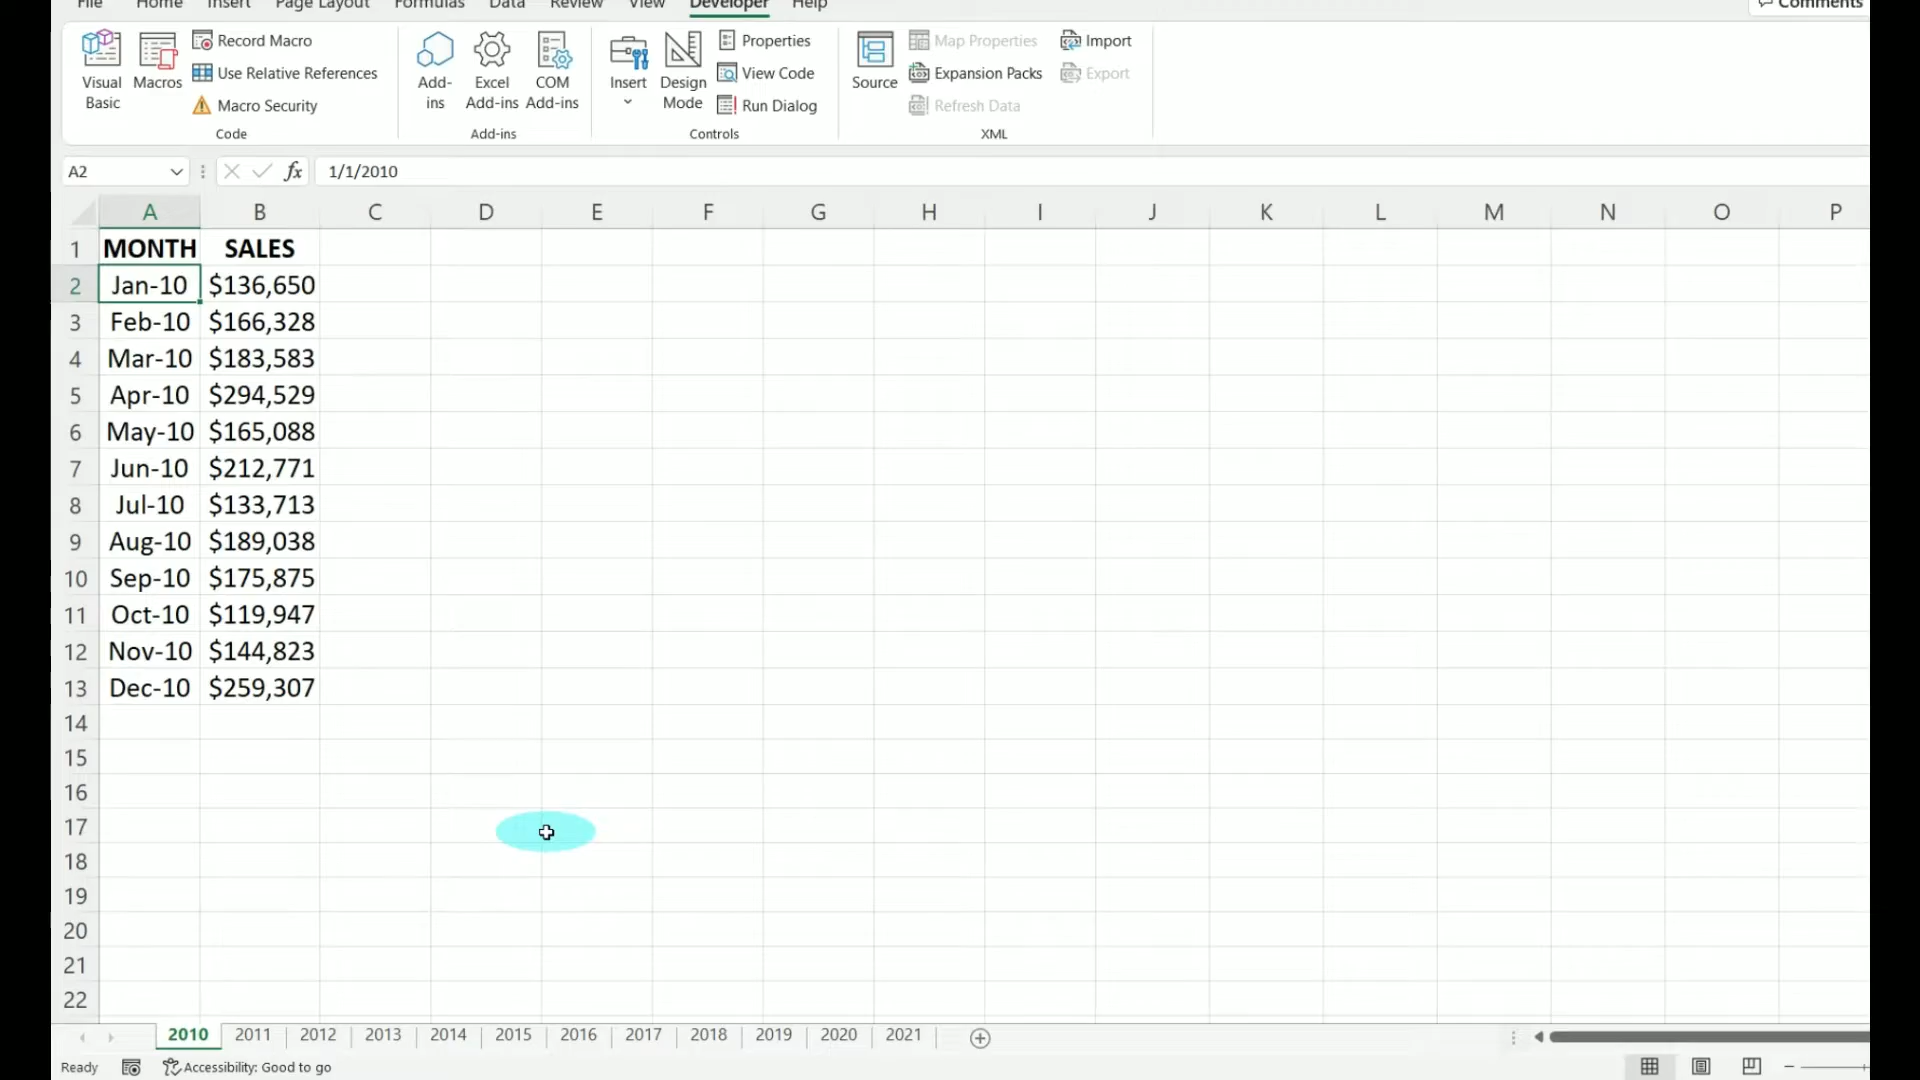 File Home Insert Page Layout Formulas Data Review View Developer Help Comments
Visual Basic
Macros
Record Macro
Use Relative References
Macro Security
Code
Add-ins
Excel Add-ins
COM Add-ins
Add-ins
Insert
Design Mode
Properties
View Code
Run Dialog
Controls
Source
Map Properties
Expansion Packs
Refresh Data
Import
Export
XML
A2 fx 1/1/2010
A B C D E F G H I J K L M N O P
1 MONTH SALES
2 Jan-10 $136,650
3 Feb-10 $166,328
4 Mar-10 $183,583
5 Apr-10 $294,529
6 May-10 $165,088
7 Jun-10 $212,771
8 Jul-10 $133,713
9 Aug-10 $189,038
10 Sep-10 $175,875
11 Oct-10 $119,947
12 Nov-10 $144,823
13 Dec-10 $259,307
14
15
16
17
18
19
20
21
22
2010 2011 2012 2013 2014 2015 2016 2017 2018 2019 2020 2021
Ready Accessibility: Good to go